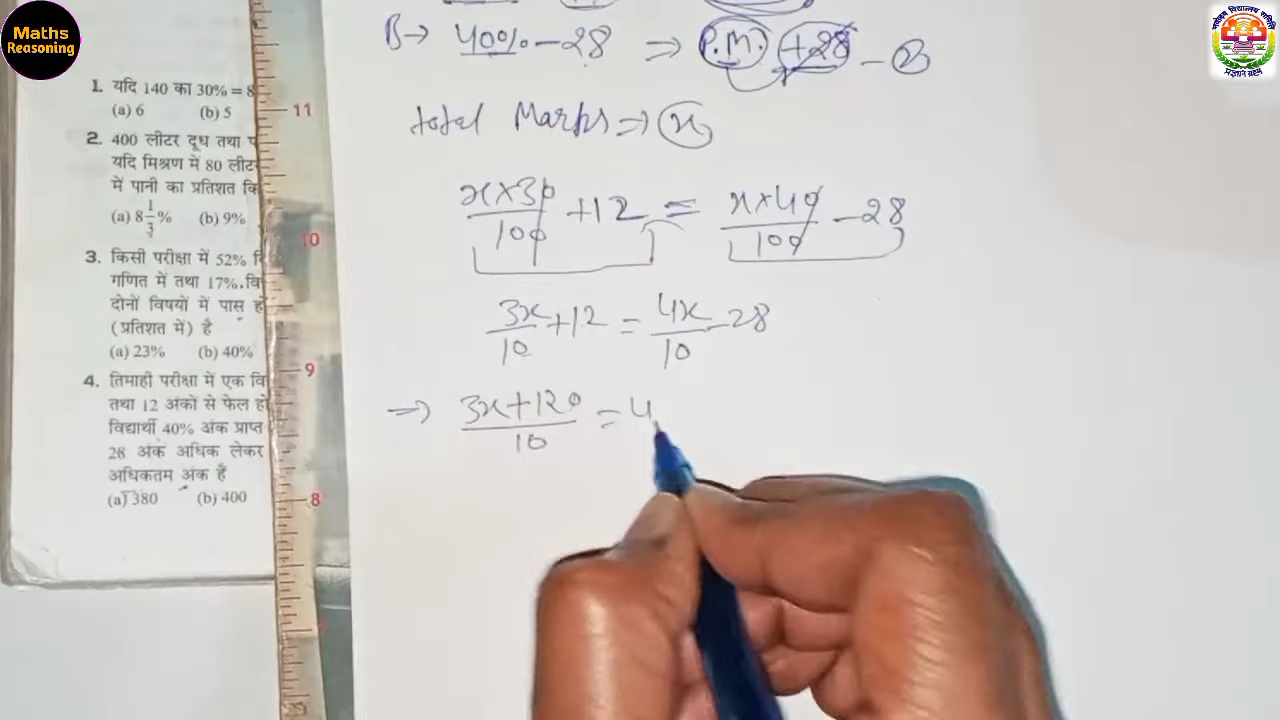 Maths
Reasoning
B→ 40% – 28 ⇒ P.M. +28 – B
Total Marks ⇒ x
x×30/100 + 12 = x×40/100 – 28
3x/10 + 12 = 4x/10 – 28
⇒ 3x+120/10 = 4
1. यदि 140 का 30% = 8
(a) 6 (b) 5
2. 400 लीटर दूध तथा
यदि मिश्रण में 80 लीट
में पानी का प्रतिशत कि
(a) 8 1/3 % (b) 9%
3. किसी परीक्षा में 52% वि
गणित में तथा 17% वि
दोनों विषयों में पास ह
(प्रतिशत में) है
(a) 23% (b) 40%
4. तिमाही परीक्षा में एक वि
तथा 12 अंकों से फेल हो
विद्यार्थी 40% अंक प्राप्त
28 अंक अधिक लेकर
अधिकतम अंक हैं
(a) 380 (b) 400
11
10
9
8